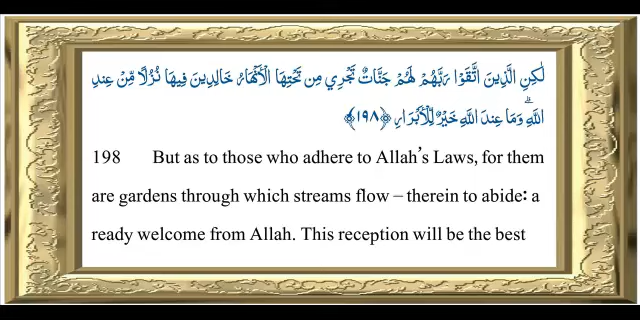 لَٰكِنِ الَّذِينَ اتَّقَوْا رَبَّهُمْ لَهُمْ جَنَّاتٌ تَجْرِي مِن تَحْتِهَا الْأَنْهَارُ خَالِدِينَ فِيهَا نُزُلًا مِّنْ عِندِ
اللَّهِ ۗ وَمَا عِندَ اللَّهِ خَيْرٌ لِّلْأَبْرَارِ ﴿١٩٨﴾
198 But as to those who adhere to Allah’s Laws, for them
are gardens through which streams flow – therein to abide: a
ready welcome from Allah. This reception will be the best